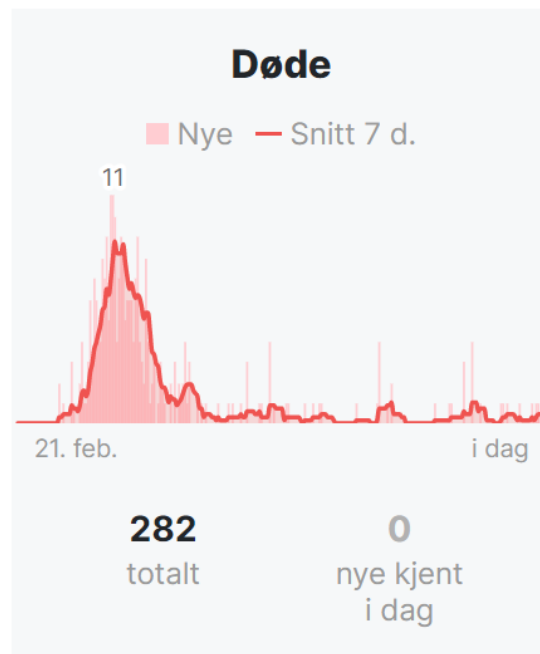 Døde
Nye — Snitt 7 d.
11
21. feb. i dag
282 0
totalt nye kjent
i dag